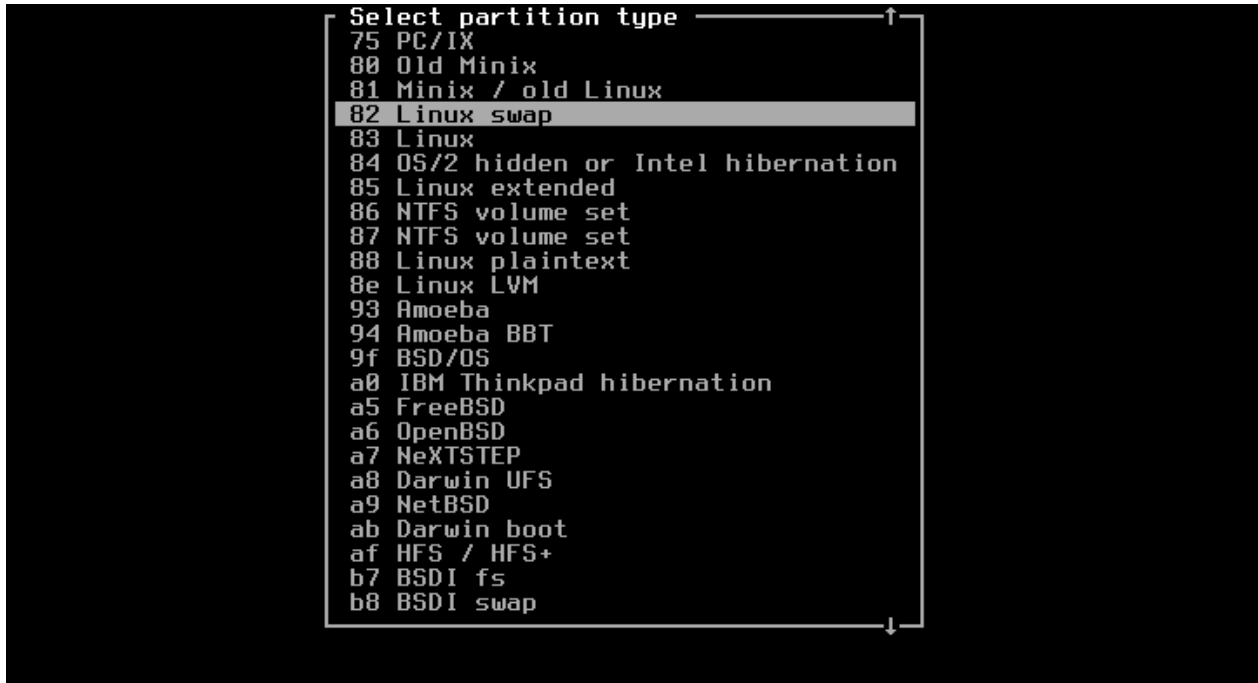 Select partition type
75 PC/IX
80 Old Minix
81 Minix / old Linux
82 Linux swap
83 Linux
84 OS/2 hidden or Intel hibernation
85 Linux extended
86 NTFS volume set
87 NTFS volume set
88 Linux plaintext
8e Linux LVM
93 Amoeba
94 Amoeba BBT
9f BSD/OS
a0 IBM Thinkpad hibernation
a5 FreeBSD
a6 OpenBSD
a7 NeXTSTEP
a8 Darwin UFS
a9 NetBSD
ab Darwin boot
af HFS / HFS+
b7 BSDI fs
b8 BSDI swap